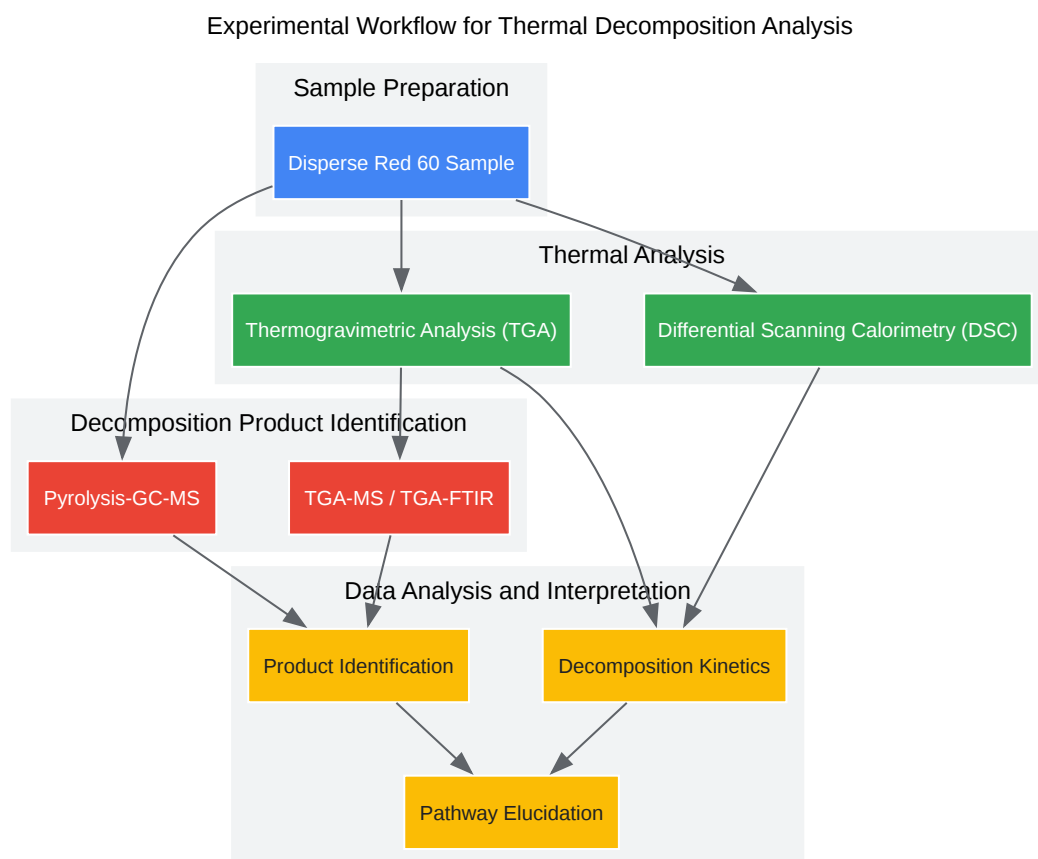 Experimental Workflow for Thermal Decomposition Analysis
Sample Preparation
Disperse Red 60 Sample
Thermal Analysis
Thermogravimetric Analysis (TGA)
Differential Scanning Calorimetry (DSC)
Decomposition Product Identification
Pyrolysis-GC-MS
TGA-MS / TGA-FTIR
Data Analysis and Interpretation
Product Identification
Decomposition Kinetics
Pathway Elucidation